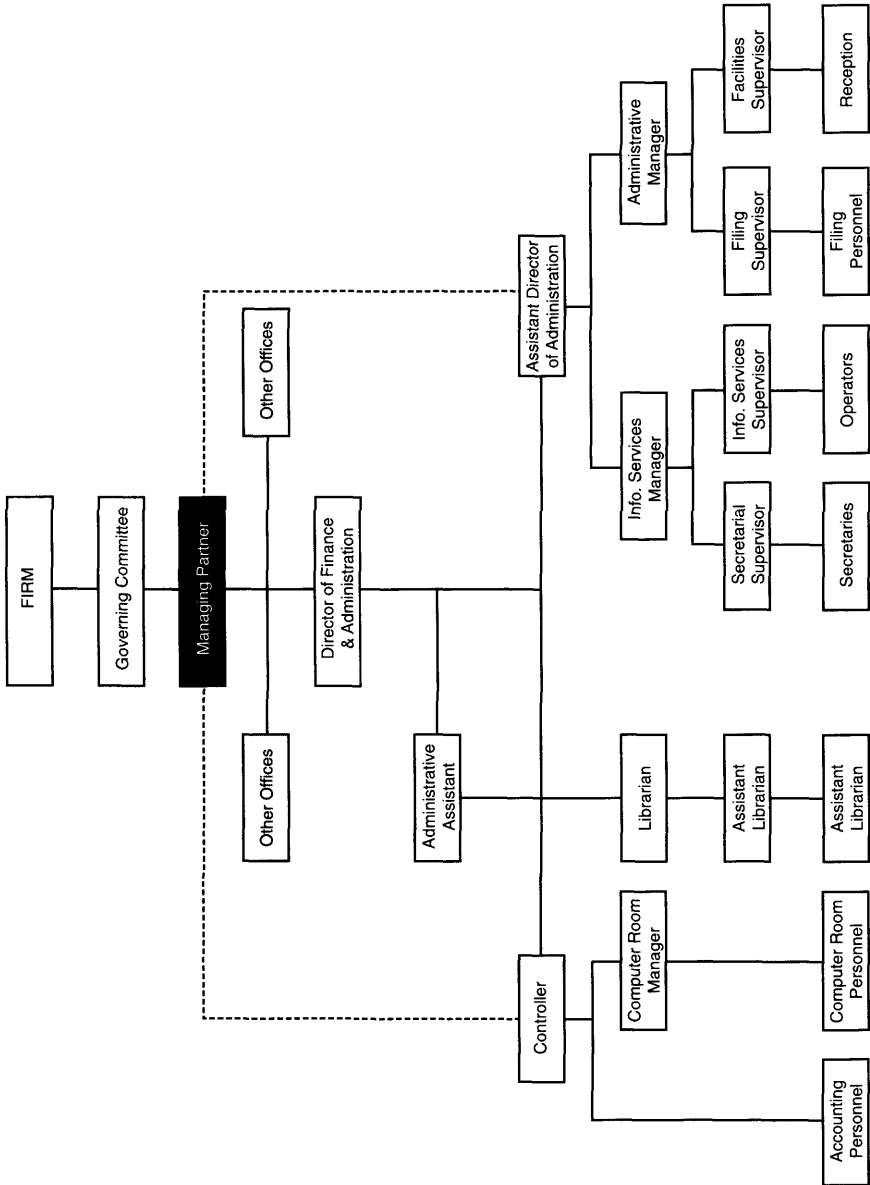 FIRM
Governing Committee
Managing Partner
Other Offices
Other Offices
Director of Finance
& Administration
Administrative
Assistant
Controller
Assistant Director
of Administration
Computer Room
Manager
Librarian
Info. Services
Manager
Administrative
Manager
Assistant
Librarian
Secretarial
Supervisor
Info. Services
Supervisor
Filing
Supervisor
Facilities
Supervisor
Accounting
Personnel
Computer Room
Personnel
Assistant
Librarian
Secretaries
Operators
Filing
Personnel
Reception